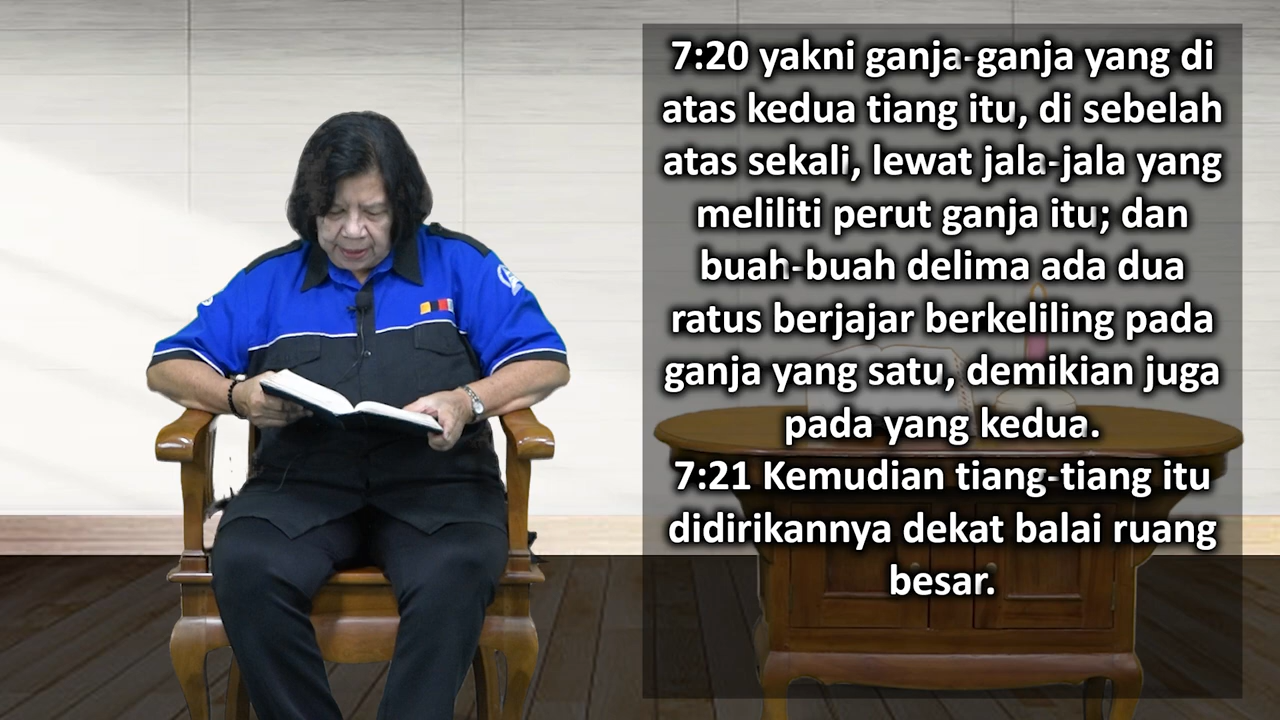 7:20 yakni ganja-ganja yang di
atas kedua tiang itu, di sebelah
atas sekali, lewat jala-jala yang
meliliti perut ganja itu; dan
buah-buah delima ada dua
ratus berjajar berkeliling pada
ganja yang satu, demikian juga
pada yang kedua.
7:21 Kemudian tiang-tiang itu
didirikannya dekat balai ruang
besar.